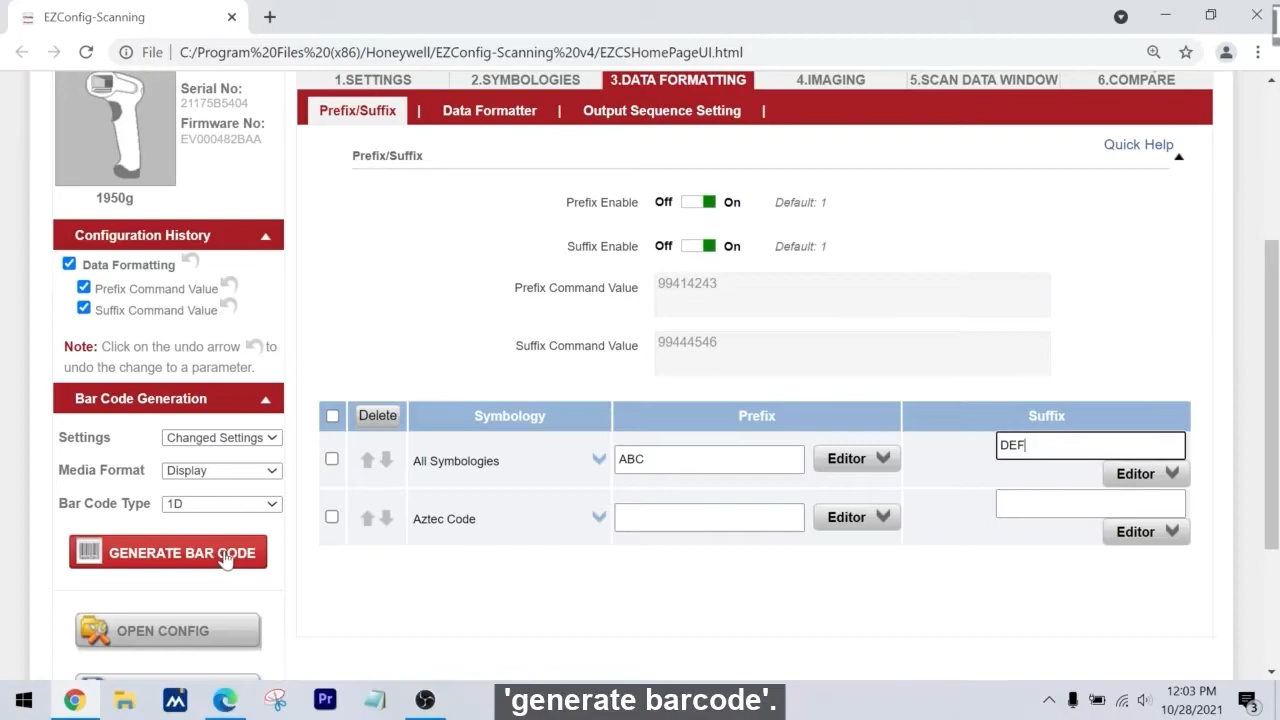 EZConfig-Scanning
File
C:/Program%20Files%20(x86)/Honeywell/EZConfig-Scanning%20v4/EZCSHomePageUI.html
Serial No:
21175B5404
Firmware No:
EV000482BAA
1950g
1.SETTINGS
2.SYMBOLOGIES
3.DATA FORMATTING
4.IMAGING
5.SCAN DATA WINDOW
6.COMPARE
Prefix/Suffix | Data Formatter | Output Sequence Setting |
Quick Help
Prefix/Suffix
Prefix Enable Off On Default: 1
Suffix Enable Off On Default: 1
Prefix Command Value 99414243
Suffix Command Value 99444546
Delete Symbology Prefix Suffix
All Symbologies ABC Editor DEF Editor
Aztec Code Editor Editor
Configuration History
Data Formatting
Prefix Command Value
Suffix Command Value
Note: Click on the undo arrow to
undo the change to a parameter.
Bar Code Generation
Settings Changed Settings
Media Format Display
Bar Code Type 1D
GENERATE BAR CODE
OPEN CONFIG
'generate barcode'.
Pr
12:03 PM
10/28/2021
3